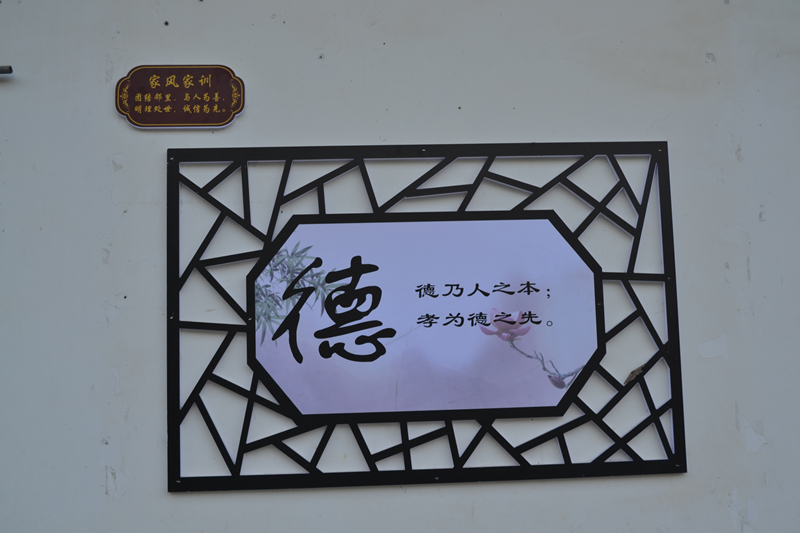 家风家训
团结邻里、与人为善、
明理处世、诚信为先。
德
德乃人之本；
孝为德之先。